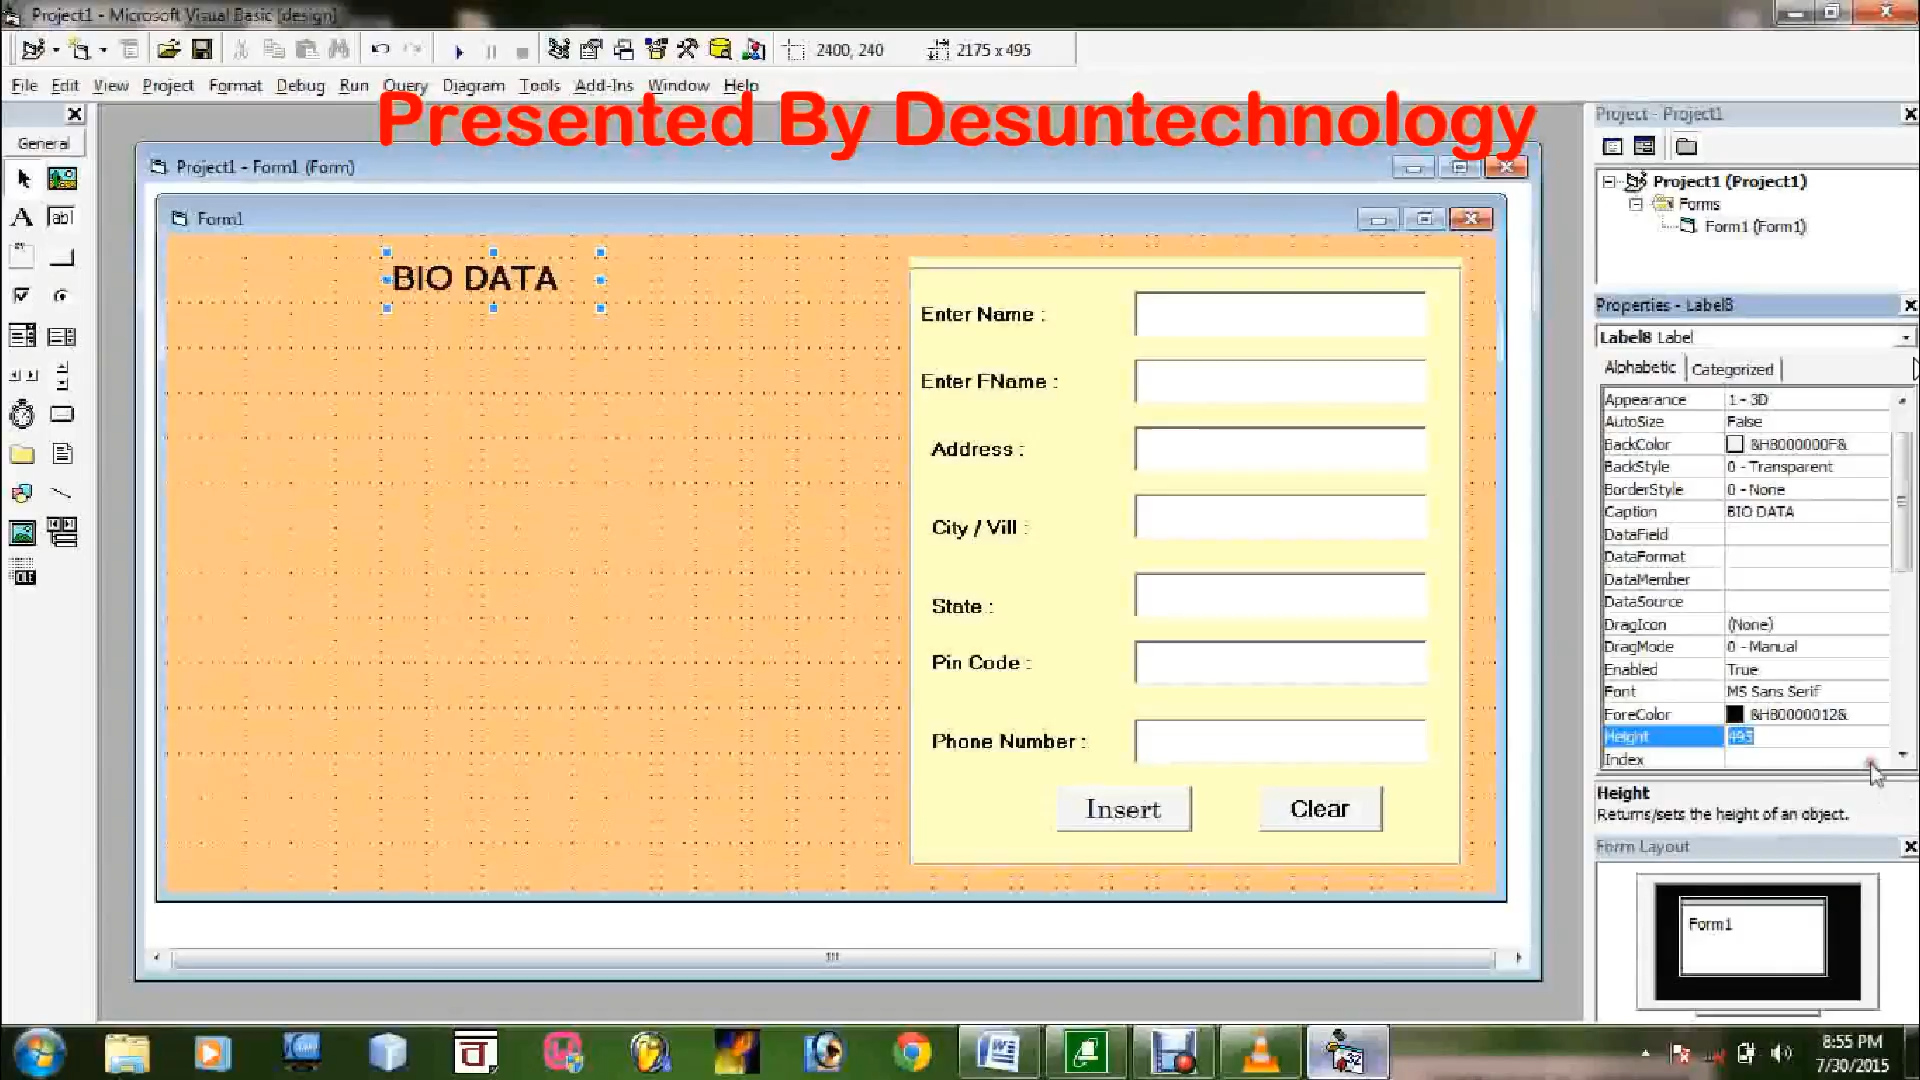 Project1 - Microsoft Visual Basic [design]
2400, 240
2175 x 495
File Edit View Project Format Debug Run Query Diagram Tools Add-Ins Window Help
Presented By Desuntechnology
General
Project1 - Form1 (Form)
Form1
BIO DATA
Enter Name :
Enter FName :
Address :
City / Vill :
State :
Pin Code :
Phone Number :
Insert
Clear
Project - Project1
Project1 (Project1)
Forms
Form1 (Form1)
Properties - Label8
Label8 Label
Alphabetic Categorized
Appearance 1 - 3D
AutoSize False
BackColor &H8000000F&
BackStyle 0 - Transparent
BorderStyle 0 - None
Caption BIO DATA
DataField
DataFormat
DataMember
DataSource
DragIcon (None)
DragMode 0 - Manual
Enabled True
Font MS Sans Serif
ForeColor &H80000012&
Height 495
Index
Height
Returns/sets the height of an object.
Form Layout
Form1
8:55 PM
7/30/2015